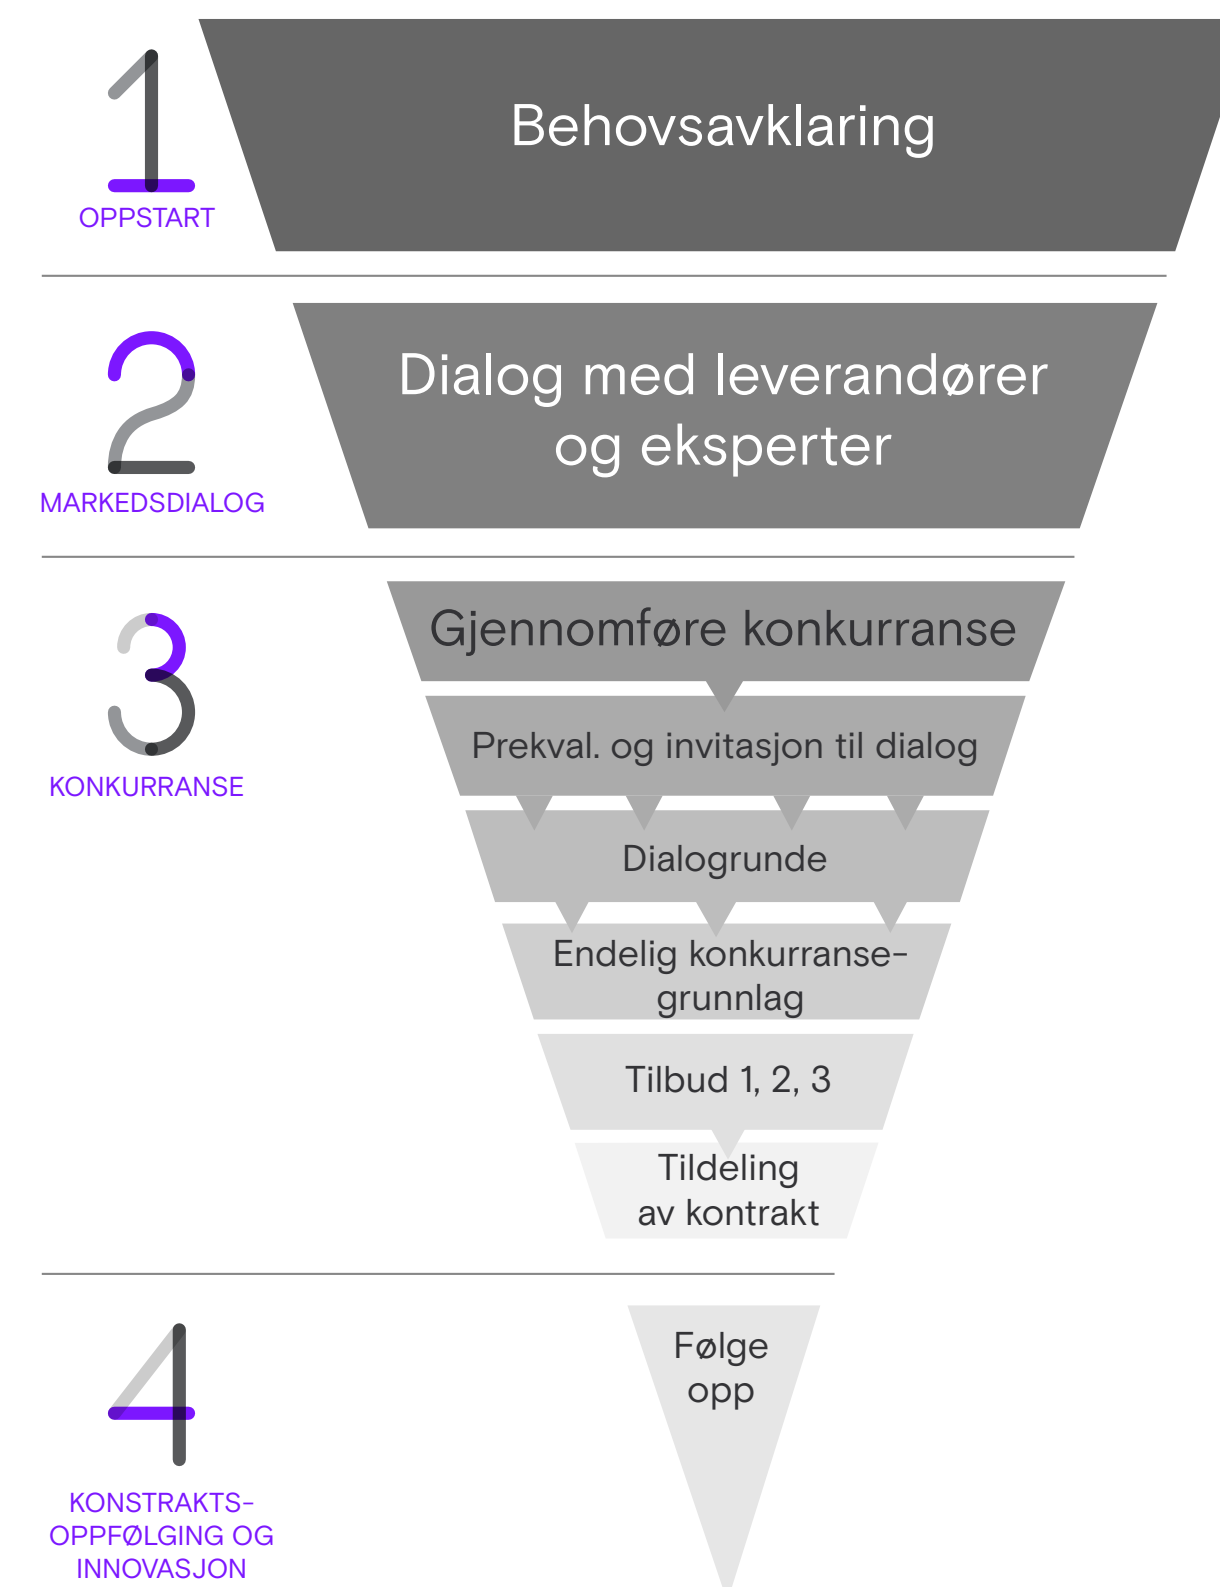 1
Behovsavklaring
OPPSTART
2
Dialog med leverandører
og eksperter
MARKEDSDIALOG
3
Gjennomføre konkurranse
Prekval. og invitasjon til dialog
KONKURRANSE
Dialogrunde
Endelig konkurranse-
grunnlag
Tilbud 1, 2, 3
Tildeling
av kontrakt
4
Følge
opp
KONSTRAKTS-
OPPFØLGING OG
INNOVASJON